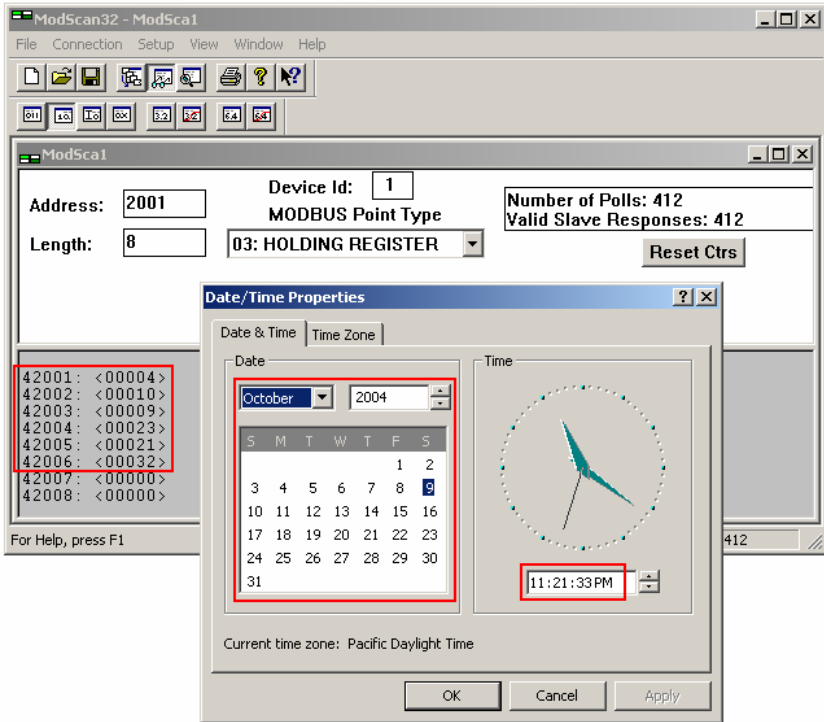 ModScan32 - ModSca1
File Connection Setup View Window Help
ModSca1
Address: 2001
Device Id: 1
MODBUS Point Type
Length: 8
03: HOLDING REGISTER
Number of Polls: 412
Valid Slave Responses: 412
Reset Ctrs
42001: <00004>
42002: <00010>
42003: <00009>
42004: <00023>
42005: <00021>
42006: <00032>
42007: <00000>
42008: <00000>
For Help, press F1
412
Date/Time Properties
Date & Time Time Zone
Date
October 2004
S M T W T F S
1 2
3 4 5 6 7 8 9
10 11 12 13 14 15 16
17 18 19 20 21 22 23
24 25 26 27 28 29 30
31
Time
11:21:33 PM
Current time zone: Pacific Daylight Time
OK Cancel Apply